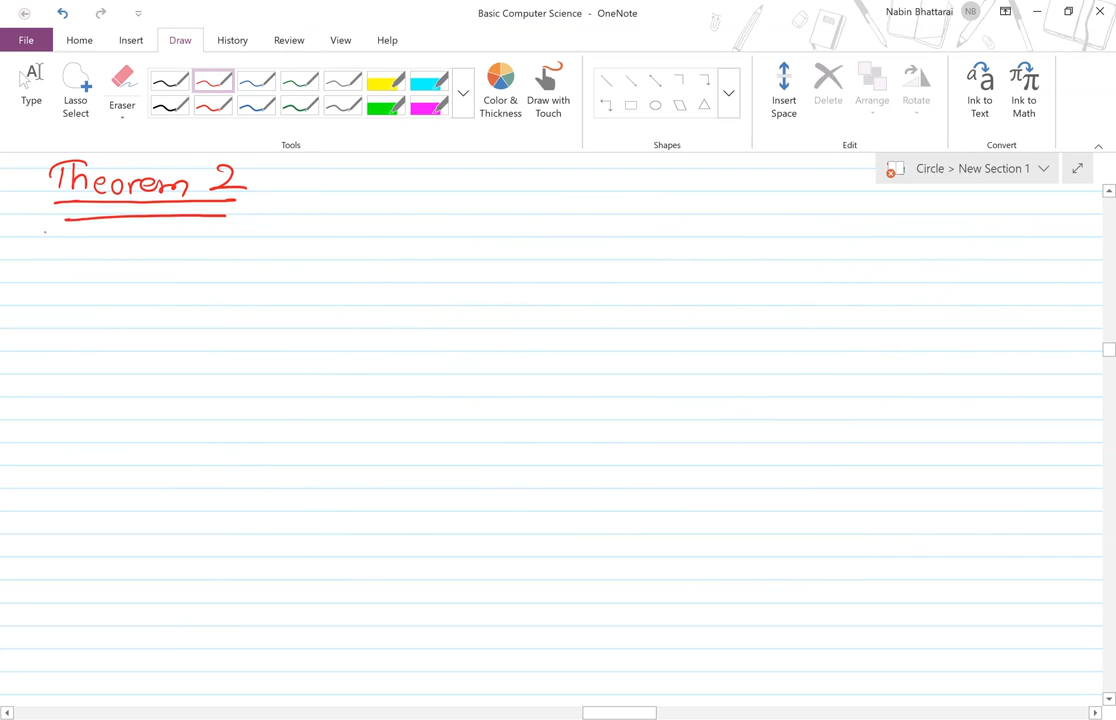 Basic Computer Science - OneNote
Nabin Bhattarai NB
File Home Insert Draw History Review View Help
Type
Lasso Select
Eraser
Color & Thickness
Draw with Touch
Insert Space
Delete
Arrange
Rotate
Ink to Text
Ink to Math
Tools Shapes Edit Convert
Circle > New Section 1
Theorem 2